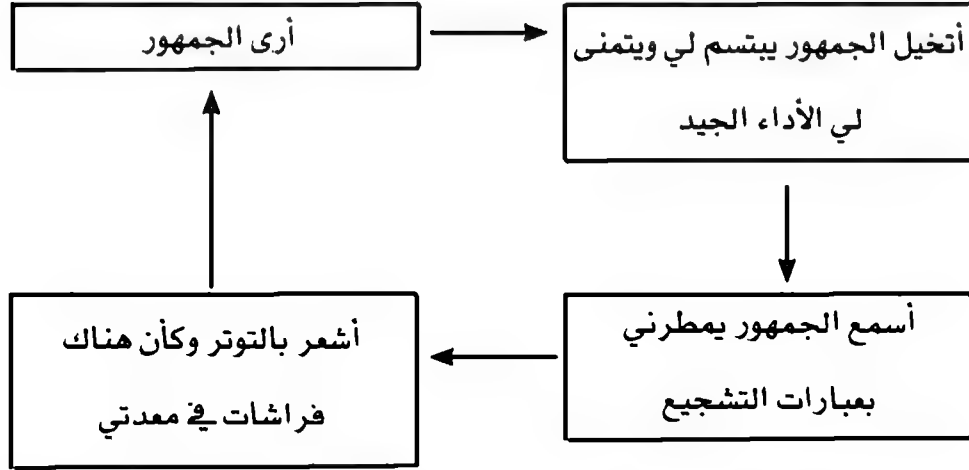 أرى الجمهور
أتخيل الجمهور يبتسم لي ويتمنى
لي الأداء الجيد
أسمع الجمهور يمطرني
بعبارات التشجيع
أشعر بالتوتر وكأن هناك
فراشات في معدتي